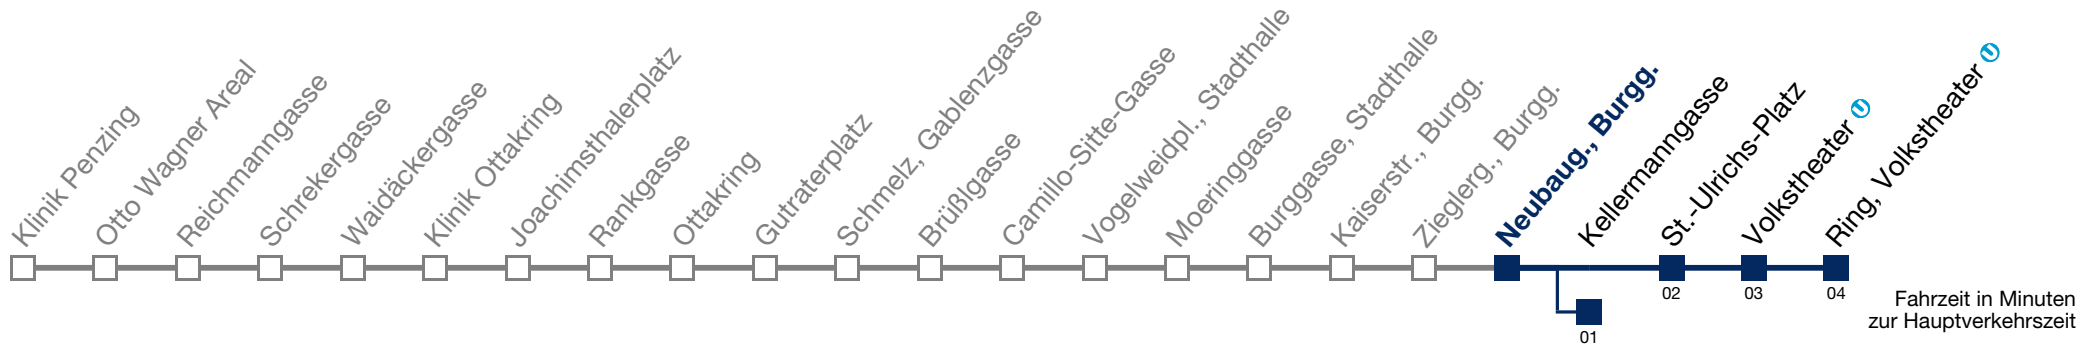 Klinik Penzing
Otto Wagner Areal
Reichmanngasse
Schrekergasse
Waidäckergasse
Klinik Ottakring
Joachimsthalerplatz
Rankgasse
Ottakring
Gutraterplatz
Schmelz, Gablenzgasse
Brüßlgasse
Camillo-Sitte-Gasse
Vogelweidpl., Stadthalle
Moeringgasse
Burggasse, Stadthalle
Kaiserstr., Burgg.
Zieglerg., Burgg.
Neubaug., Burgg.
Kellermanngasse
St.-Ulrichs-Platz
Volkstheater U
Ring, Volkstheater U
01
02
03
04
Fahrzeit in Minuten
zur Hauptverkehrszeit